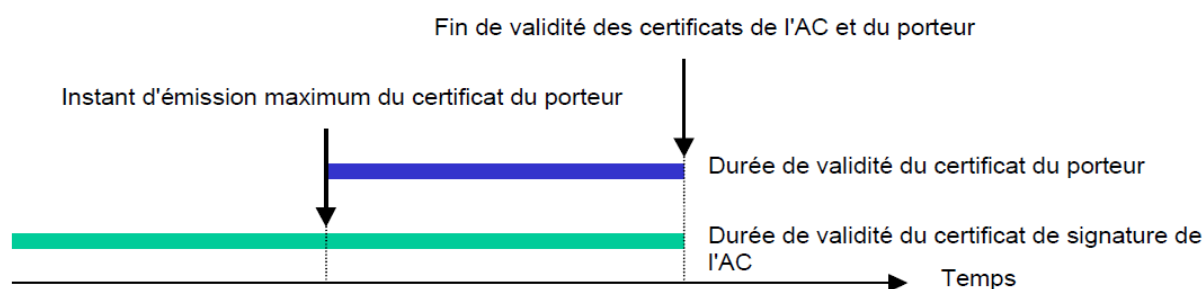 Fin de validité des certificats de l'AC et du porteur
Instant d'émission maximum du certificat du porteur
Durée de validité du certificat du porteur
Durée de validité du certificat de signature de
l'AC
Temps